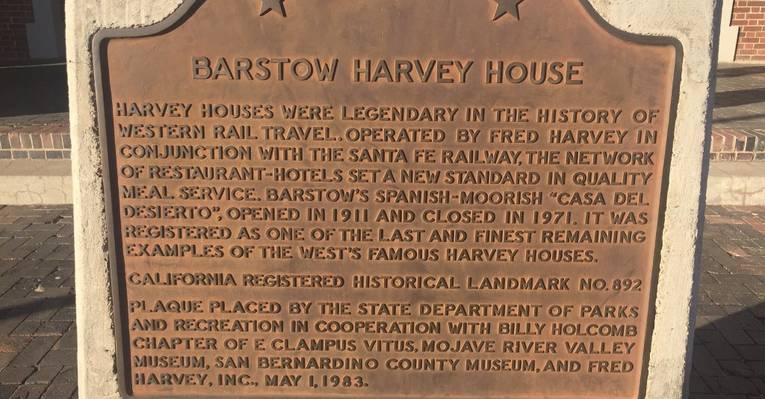 BARSTOW HARVEY HOUSE
HARVEY HOUSES WERE LEGENDARY IN THE HISTORY OF
WESTERN RAIL TRAVEL. OPERATED BY FRED HARVEY IN
CONJUNCTION WITH THE SANTA FE RAILWAY, THE NETWORK
OF RESTAURANT-HOTELS SET A NEW STANDARD IN QUALITY
MEAL SERVICE. BARSTOW'S SPANISH-MOORISH "CASA DEL
DESIERTO", OPENED IN 1911 AND CLOSED IN 1971. IT WAS
REGISTERED AS ONE OF THE LAST AND FINEST REMAINING
EXAMPLES OF THE WEST'S FAMOUS HARVEY HOUSES.
CALIFORNIA REGISTERED HISTORICAL LANDMARK NO. 892
PLAQUE PLACED BY THE STATE DEPARTMENT OF PARKS
AND RECREATION IN COOPERATION WITH BILLY HOLCOMB
CHAPTER OF E CLAMPUS VITUS, MOJAVE RIVER VALLEY
MUSEUM, SAN BERNARDINO COUNTY MUSEUM, AND FRED
HARVEY, INC., MAY 1, 1983.